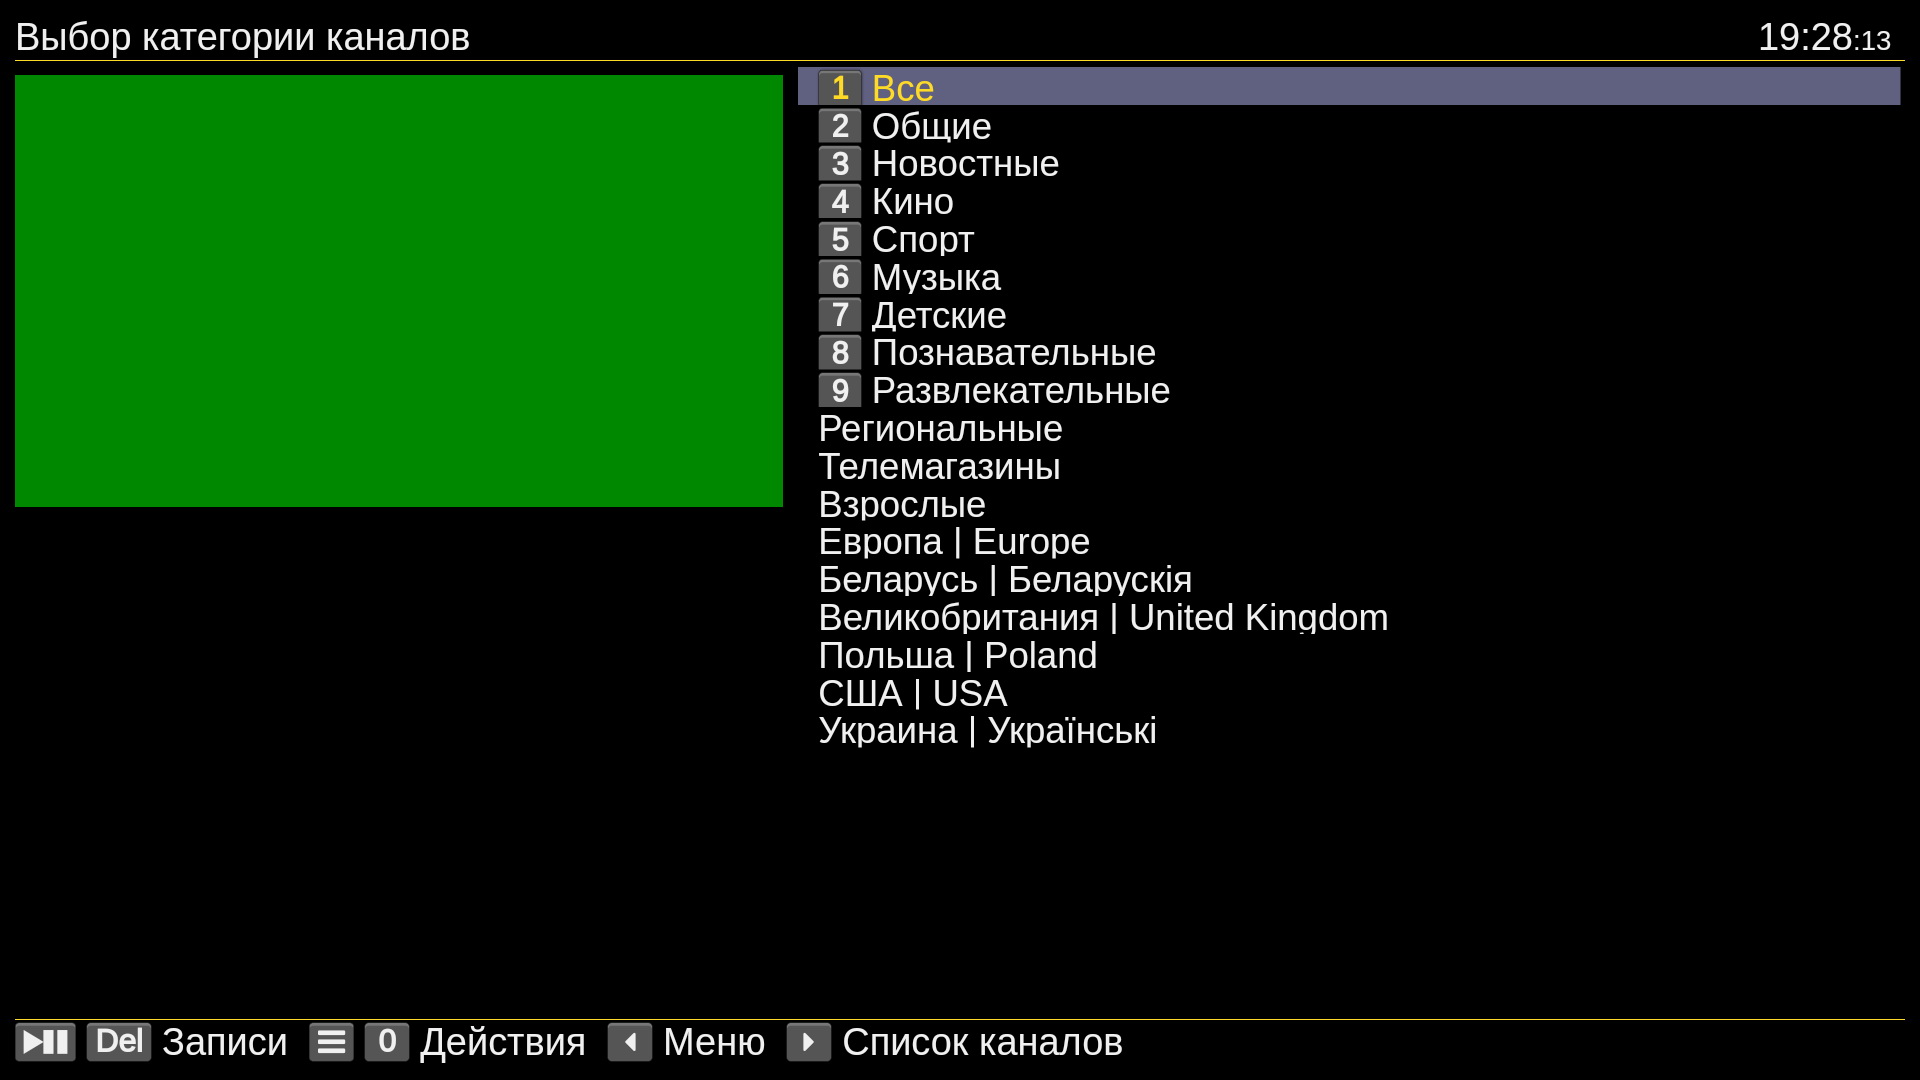 Выбор категории каналов 19:28:13
1 Все
2 Общие
3 Новостные
4 Кино
5 Спорт
6 Музыка
7 Детские
8 Познавательные
9 Развлекательные
Региональные
Телемагазины
Взрослые
Европа | Europe
Беларусь | Беларускія
Великобритания | United Kingdom
Польша | Poland
США | USA
Украина | Українські
Del Записи 0 Действия Меню Список каналов